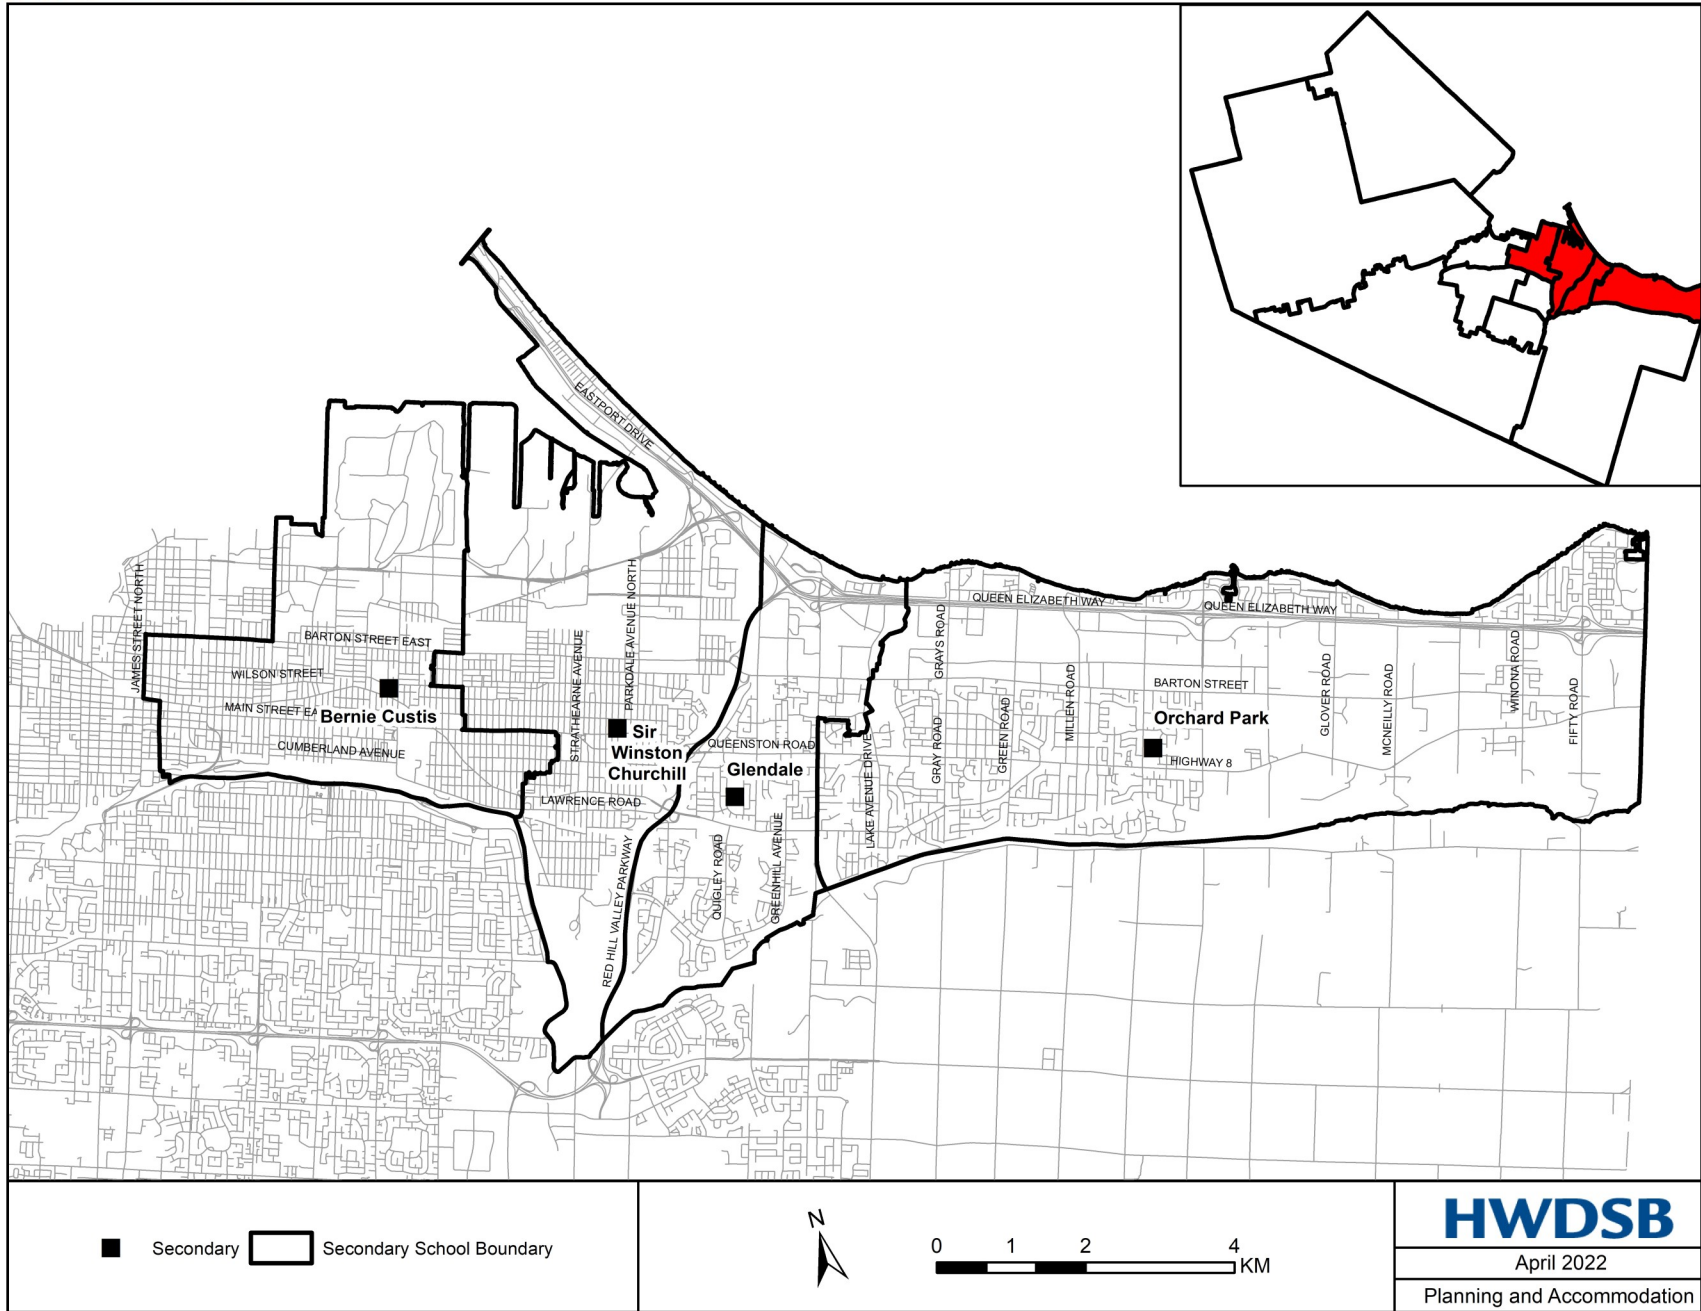 EASTPORT DRIVE
JAMES STREET NORTH
BARTON STREET EAST
WILSON STREET
MAIN STREET EA
Bernie Custis
CUMBERLAND AVENUE
STRATHEARNE AVENUE
PARKDALE AVENUE NORTH
Sir
Winston
Churchill
LAWRENCE ROAD
RED HILL VALLEY PARKWAY
QUEENSTON ROAD
Glendale
QUIGLEY ROAD
GREENHILL AVENUE
LAKE AVENUE DRIVE
QUEEN ELIZABETH WAY
QUEEN ELIZABETH WAY
GRAYS ROAD
GRAY ROAD
GREEN ROAD
MILLEN ROAD
BARTON STREET
Orchard Park
HIGHWAY 8
GLOVER ROAD
MCNEILLY ROAD
WINONA ROAD
FIFTY ROAD
Secondary
Secondary School Boundary
N
0 1 2 4
KM
HWDSB
April 2022
Planning and Accommodation